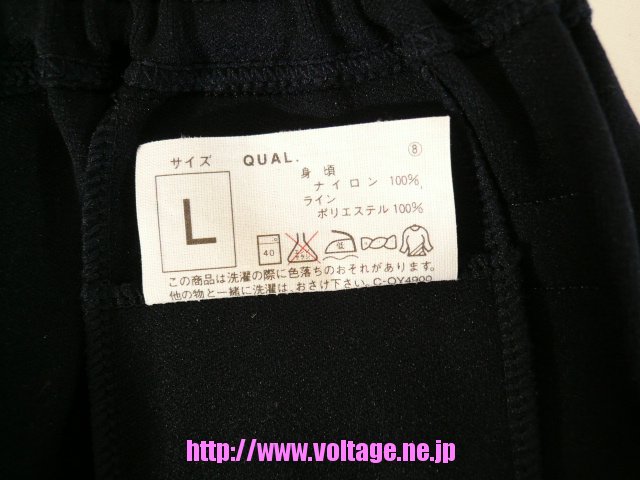 サイズ QUAL. ⑧
身頃
ナイロン 100%
ライン
L ポリエステル 100%
40 低
この商品は洗濯の際に色落ちのおそれがあります。
他の物と一緒に洗濯は、おさけ下さい。C-OY4900
http://www.voltage.ne.jp